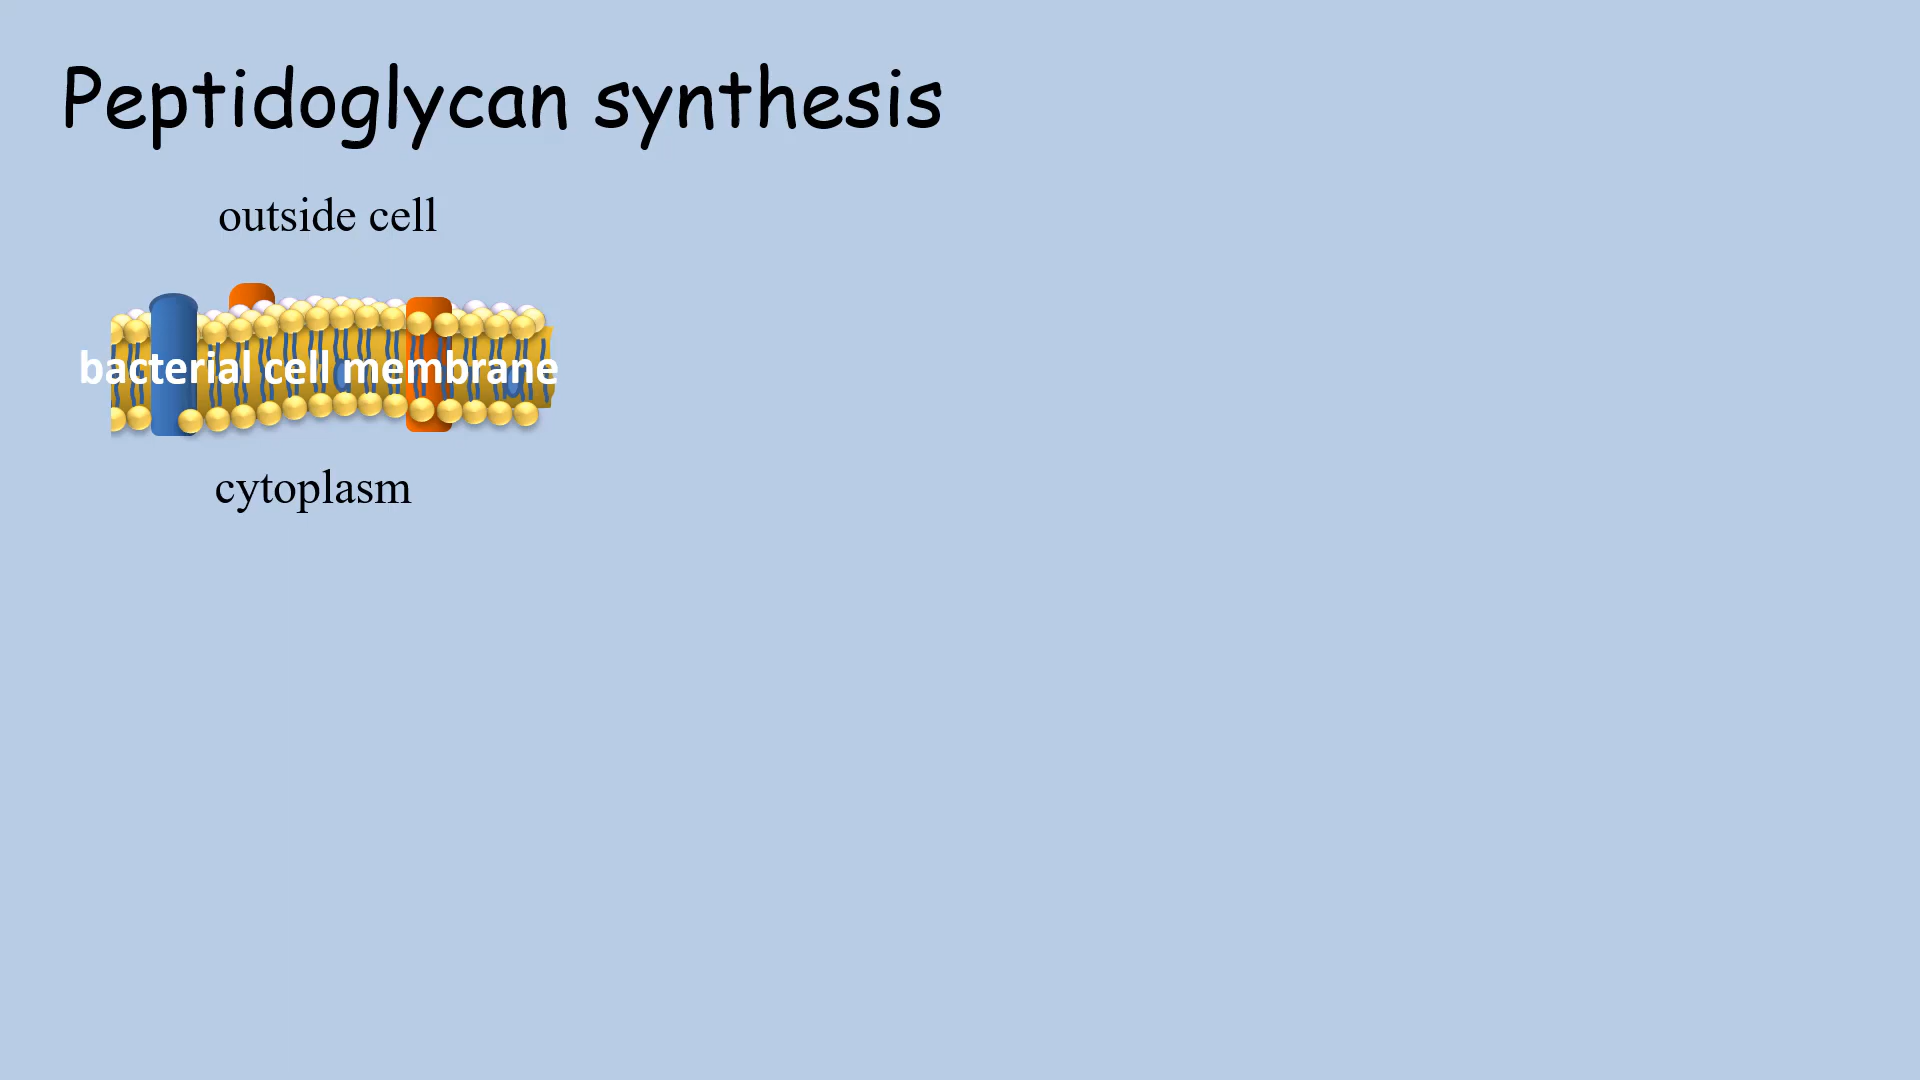 Peptidoglycan synthesis
outside cell
bacterial cell membrane
cytoplasm